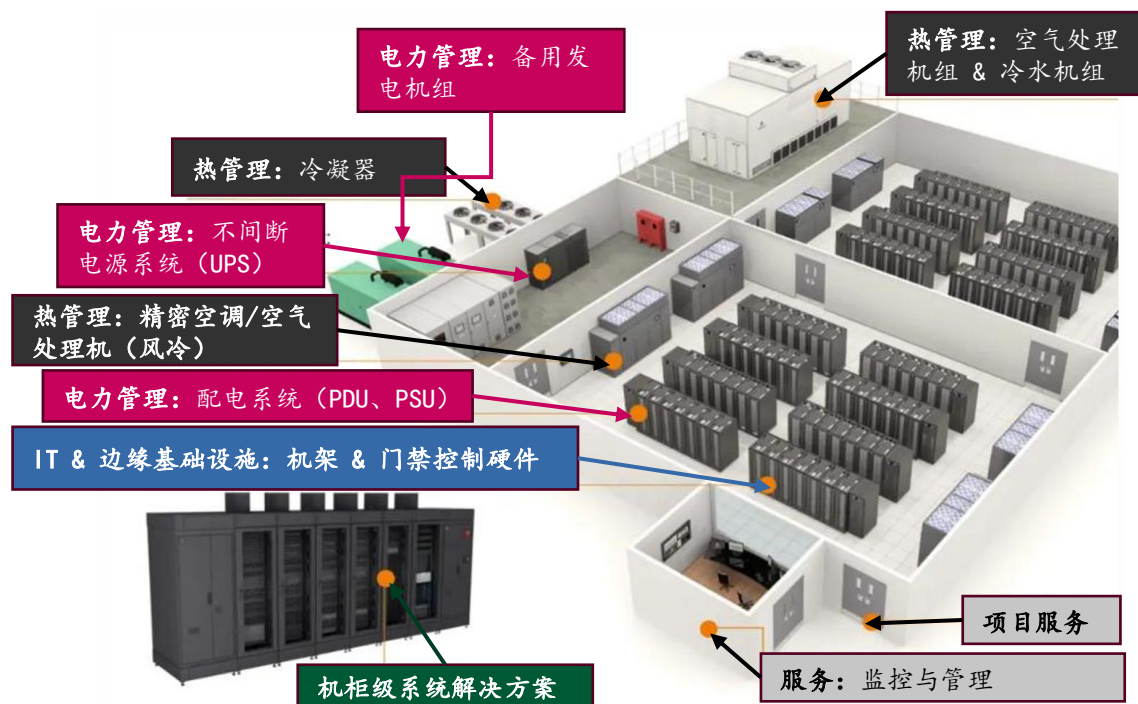 电力管理：备用发
电机组
热管理：空气处理
机组 & 冷水机组
热管理：冷凝器
电力管理：不间断
电源系统（UPS）
热管理：精密空调/空气
处理机（风冷）
电力管理：配电系统（PDU、PSU）
IT & 边缘基础设施：机架 & 门禁控制硬件
项目服务
服务：监控与管理
机柜级系统解决方案